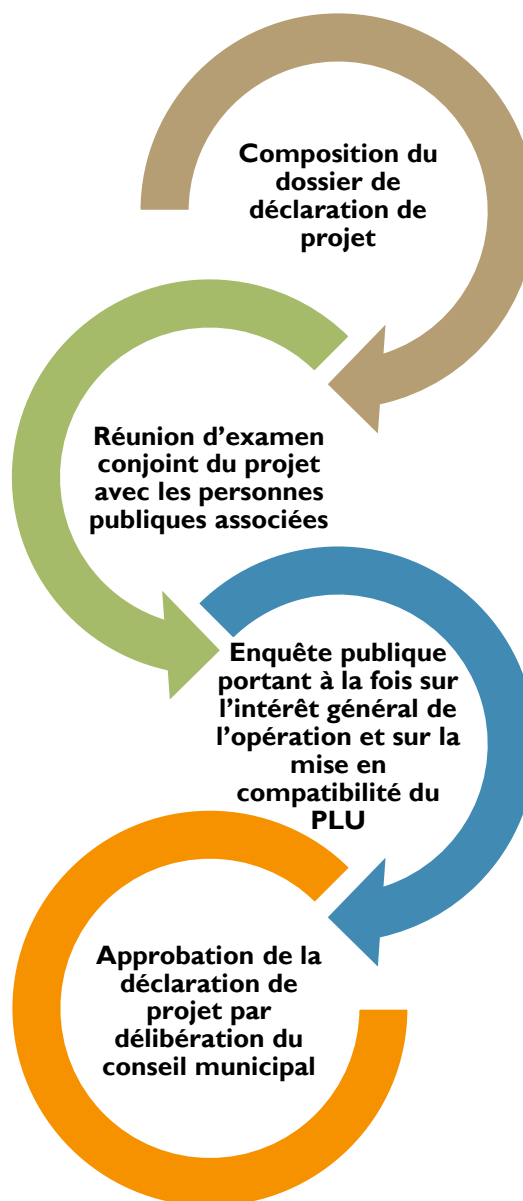 Composition du
dossier de
déclaration de
projet
Réunion d'examen
conjoint du projet
avec les personnes
publiques associées
Enquête publique
portant à la fois sur
l'intérêt général de
l'opération et sur la
mise en
compatibilité du
PLU
Approbation de la
déclaration de
projet par
délibération du
conseil municipal